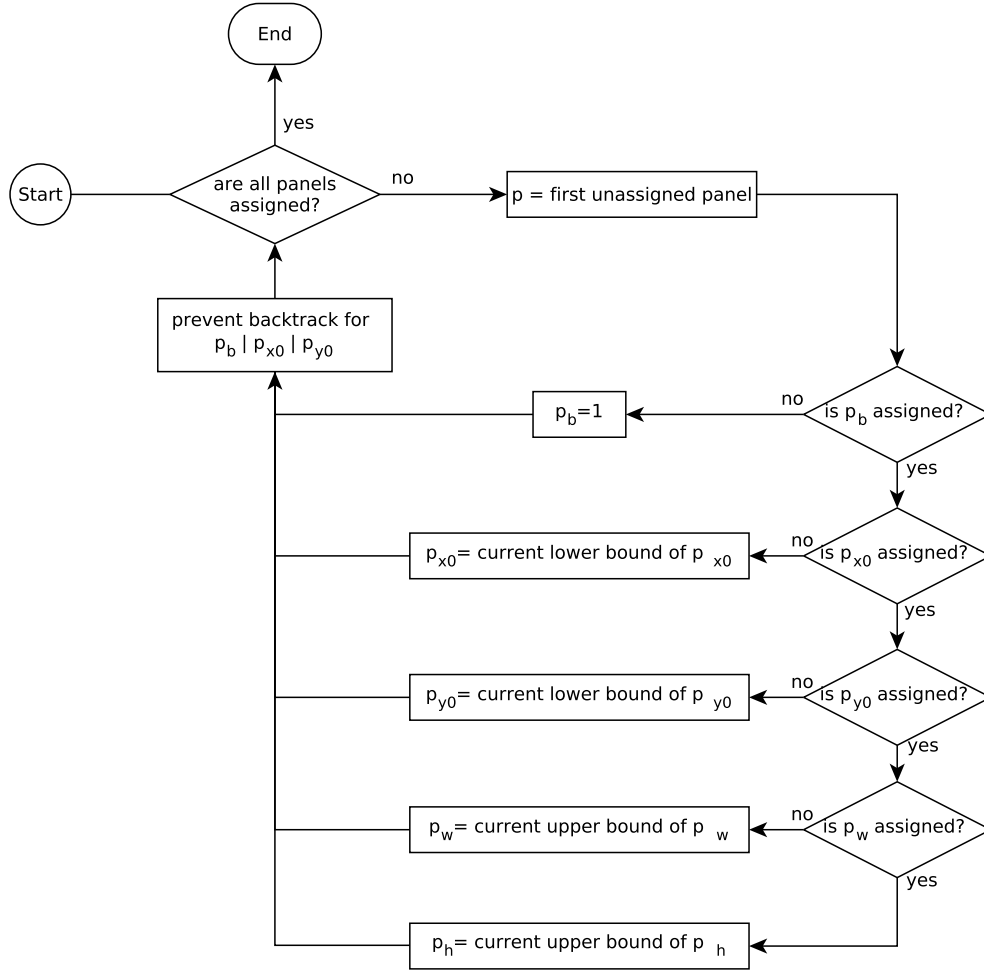 End
yes
Start
are all panels
assigned?
no
p = first unassigned panel
prevent backtrack for
p_b | p_x0 | p_y0
p_b=1
no
is p_b assigned?
yes
p_x0= current lower bound of p_x0
no
is p_x0 assigned?
yes
p_y0= current lower bound of p_y0
no
is p_y0 assigned?
yes
p_w= current upper bound of p_w
no
is p_w assigned?
yes
p_h= current upper bound of p_h